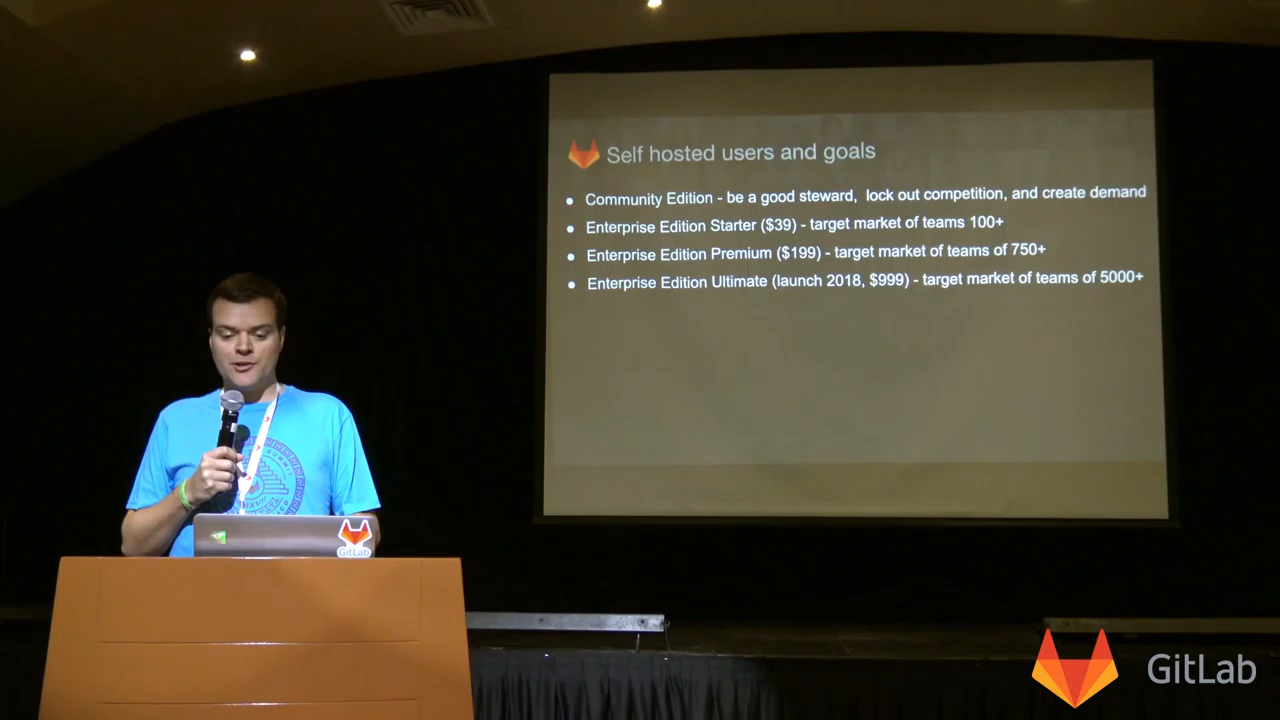 Self hosted users and goals
Community Edition - be a good steward, lock out competition, and create demand
Enterprise Edition Starter ($39) - target market of teams 100+
Enterprise Edition Premium ($199) - target market of teams of 750+
Enterprise Edition Ultimate (launch 2018, $999) - target market of teams of 5000+
SUMMIT
GitLab
GitLab